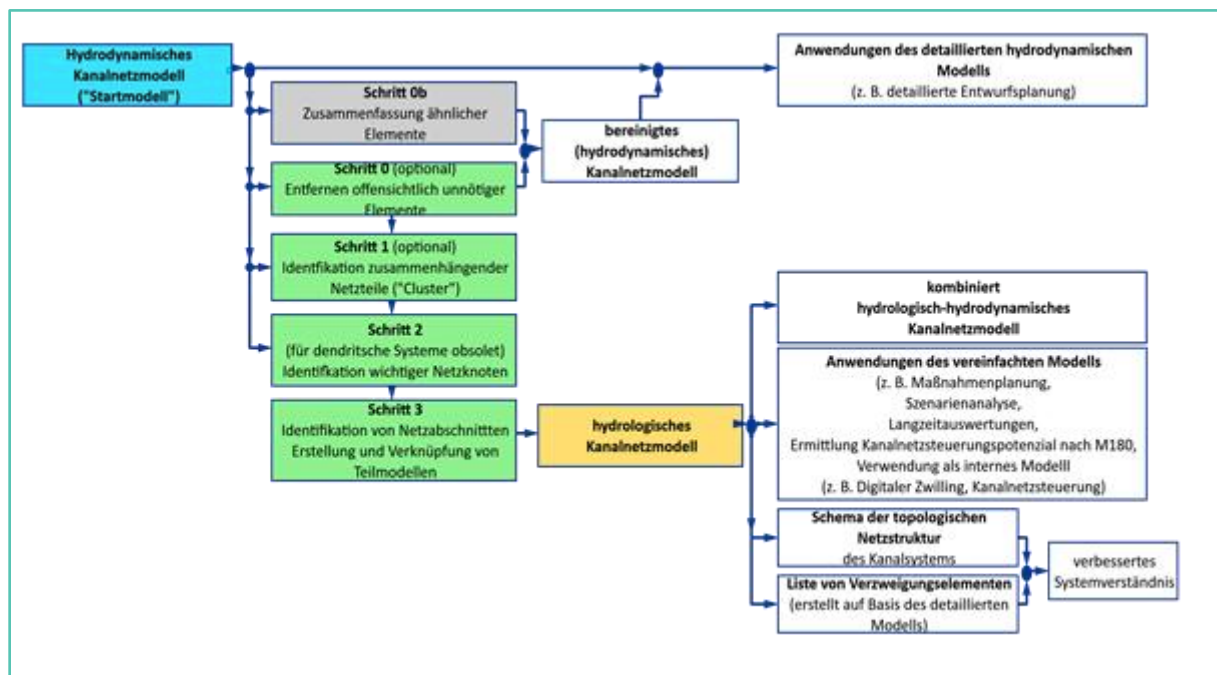 Hydrodynamisches
Kanalnetzmodell
("Startmodell")
Anwendungen des detaillierten hydrodynamischen
Modells
(z. B. detaillierte Entwurfsplanung)
Schritt 0b
Zusammenfassung ähnlicher
Elemente
bereinigtes
(hydrodynamisches)
Kanalnetzmodell
Schritt 0 (optional)
Entfernen offensichtlich unnötiger
Elemente
Schritt 1 (optional)
Identfikation zusammenhängender
Netzteile ("Cluster")
Schritt 2
(für dendritsche Systeme obsolet)
Identifkation wichtiger Netzknoten
Schritt 3
Identifikation von Netzabschnittten
Erstellung und Verknüpfung von
Teilmodellen
hydrologisches
Kanalnetzmodell
kombiniert
hydrologisch-hydrodynamisches
Kanalnetzmodell
Anwendungen des vereinfachten Modells
(z. B. Maßnahmenplanung,
Szenarienanalyse,
Langzeitauswertungen,
Ermittlung Kanalnetzsteuerungspotenzial nach M180,
Verwendung als internes Modelll
(z. B. Digitaler Zwilling, Kanalnetzsteuerung)
Schema der topologischen
Netzstruktur
des Kanalsystems
Liste von Verzweigungselementen
(erstellt auf Basis des detaillierten
Modells)
verbessertes
Systemverständnis